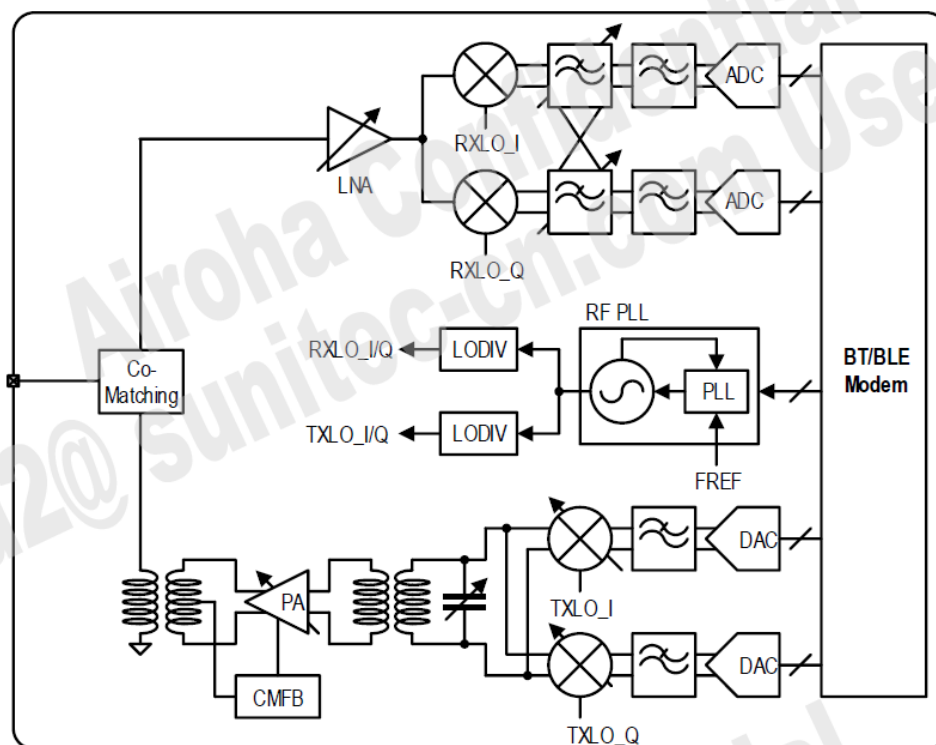 Airoha Confidential
a2@ sunitec-cn.com Use
LNA
RXLO_I
RXLO_Q
ADC
ADC
RF PLL
RXLO_I/Q
LODIV
PLL
TXLO_I/Q
LODIV
FREF
Co-
Matching
BT/BLE
Modem
PA
CMFB
TXLO_I
DAC
TXLO_Q
DAC